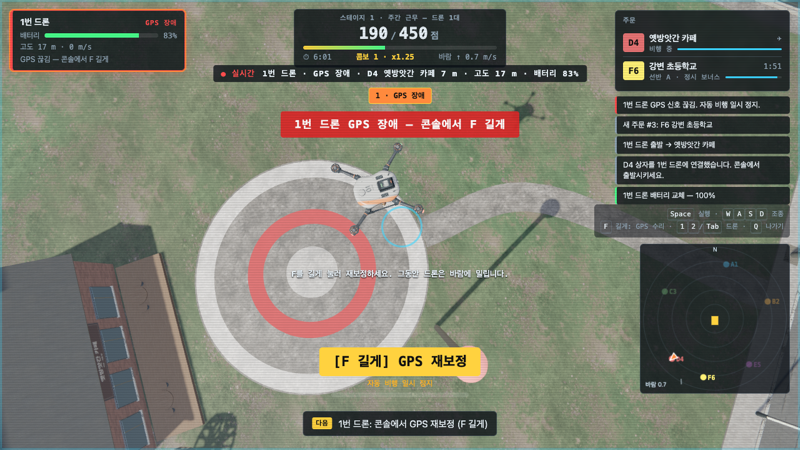 1번 드론 GPS 장애
배터리 83%
고도 17 m · 0 m/s
GPS 끊김 — 콘솔에서 F 길게
스테이지 1 · 주간 근무 — 드론 1대
190 / 450 점
6:01 콤보 1 · x1.25 바람 ↑ 0.7 m/s
● 실시간 1번 드론 · GPS 장애 · D4 옛방앗간 카페 7 m · 고도 17 m · 배터리 83%
1 · GPS 장애
1번 드론 GPS 장애 — 콘솔에서 F 길게
주문
D4 옛방앗간 카페
비행 중
F6 강변 초등학교 1:51
선반 A · 정시 보너스
1번 드론 GPS 신호 끊김. 자동 비행 일시 정지.
새 주문 #3: F6 강변 초등학교
1번 드론 출발 → 옛방앗간 카페
D4 상자를 1번 드론에 연결했습니다. 콘솔에서
출발시키세요.
1번 드론 배터리 교체 — 100%
Space 실행 · W A S D 조종
F 길게: GPS 수리 · 1 2 / Tab 드론 · Q 나가기
F를 길게 눌러 재보정하세요. 그동안 드론은 바람에 밀립니다.
[F 길게] GPS 재보정
자동 비행 일시 정지
다음 1번 드론: 콘솔에서 GPS 재보정 (F 길게)
N
A1
C3
B2
D4
E5
F6
바람 0.7